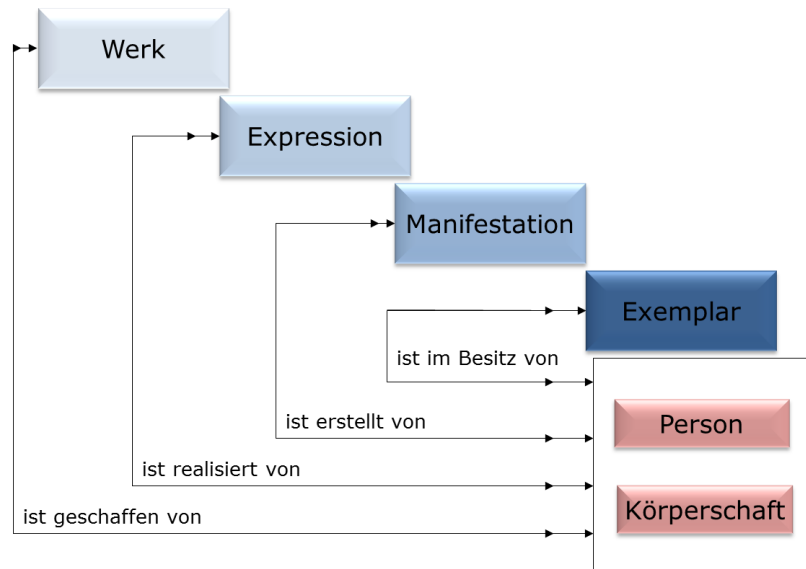 Werk
Expression
Manifestation
Exemplar
ist im Besitz von
Person
ist erstellt von
ist realisiert von
Körperschaft
ist geschaffen von